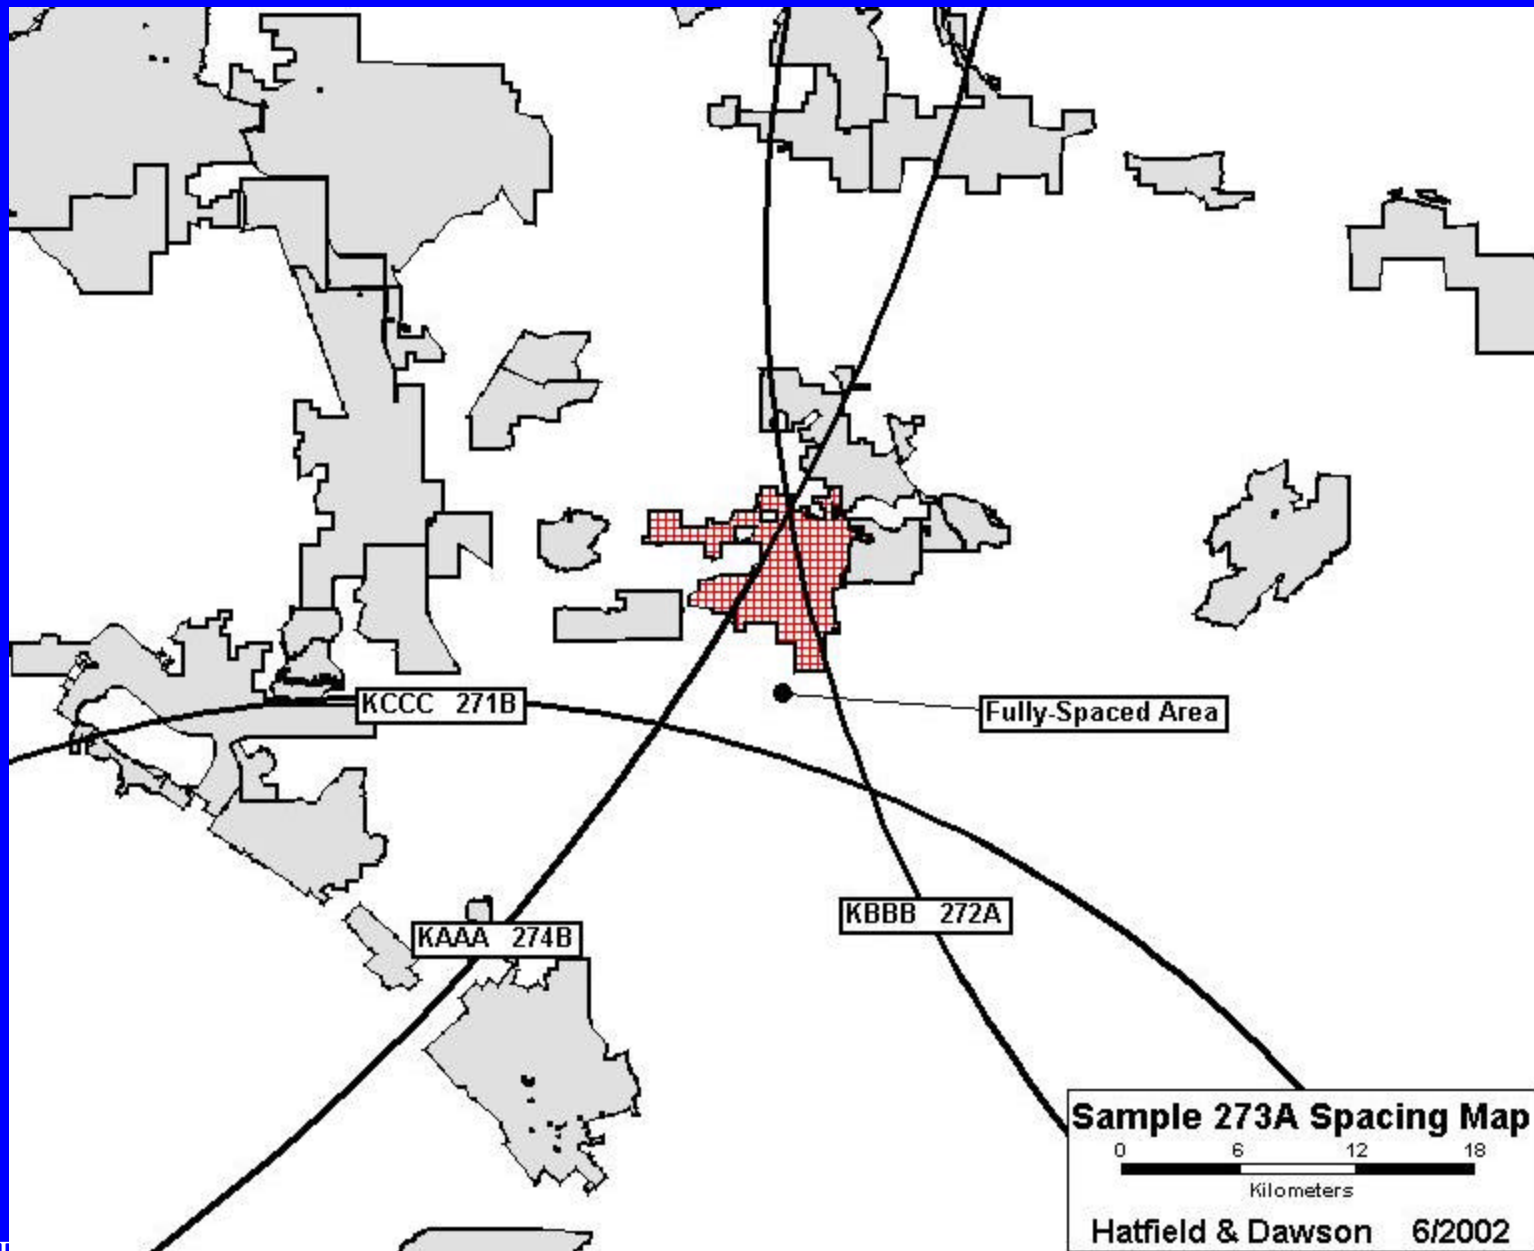 KCCC 271B
Fully-Spaced Area
KBBB 272A
KAAA 274B
Sample 273A Spacing Map
0 6 12 18
Kilometers
Hatfield & Dawson 6/2002